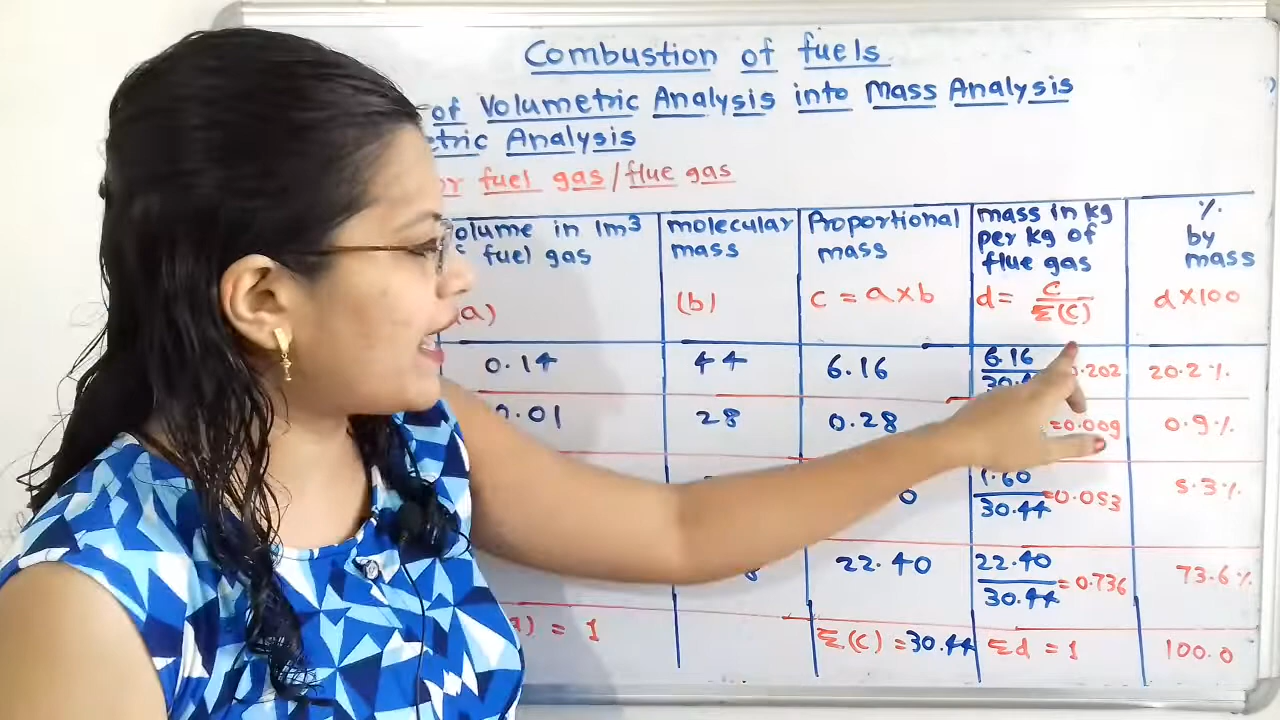 Combustion of fuels
of Volumetric Analysis into Mass Analysis
Analysis
fuel gas/flue gas
in 1m³ molecular Proportional mass in kg %
fuel gas mass mass per kg of by
flue gas mass
(a) (b) c = a×b d = c/Σ(c) d×100
0.14 44 6.16 6.16 0.202 20.2%
0.01 28 0.28 =0.009 0.9%
1.60/30.44 =0.053 5.3%
22.40 22.40/30.44 = 0.736 73.6%
= 1 Σ(c) = 30.44 Σd = 1 100.0